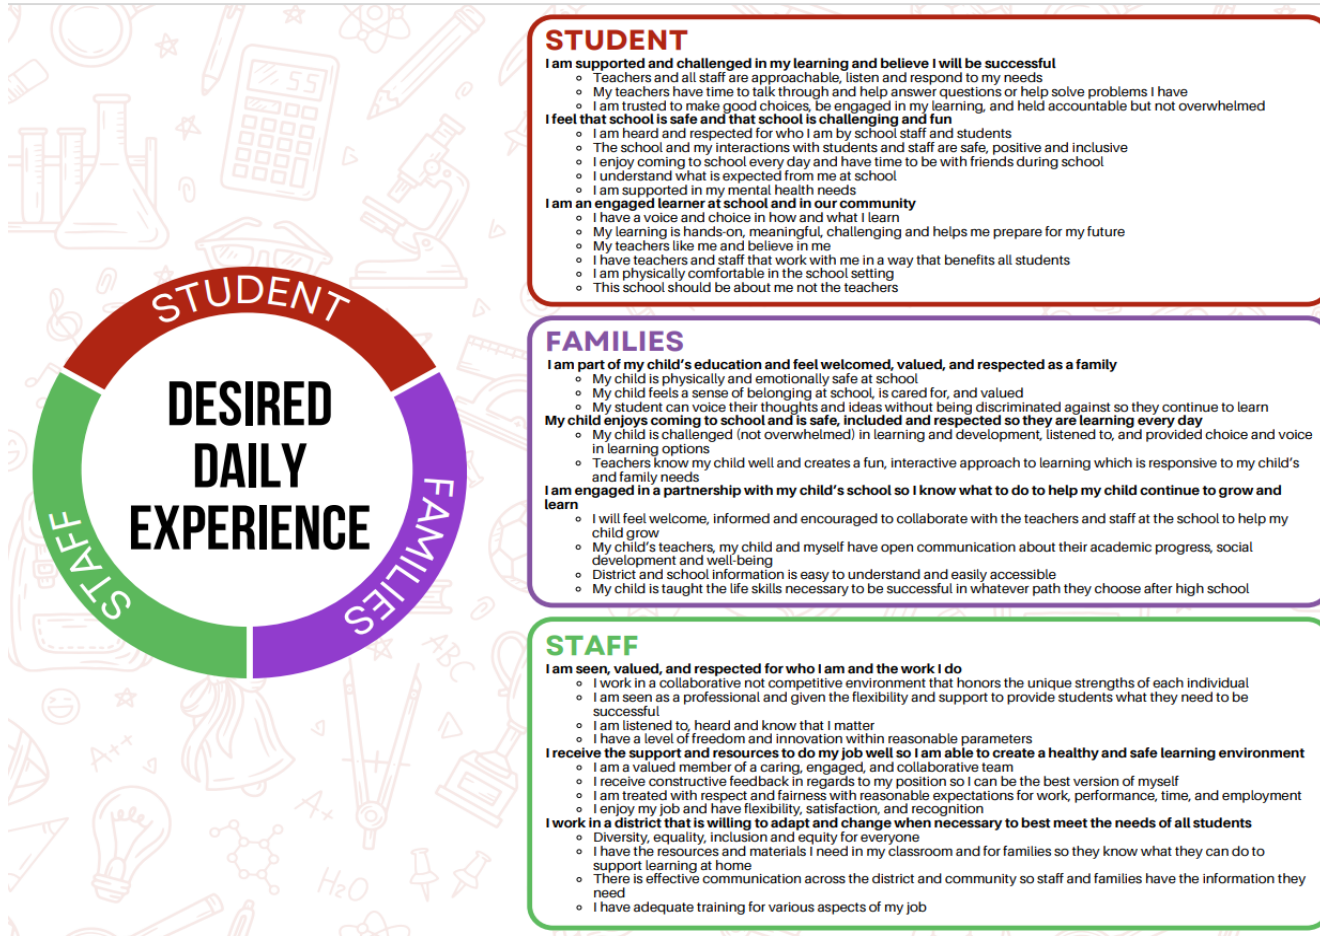 STUDENT
FAMILIES
STAFF
DESIRED
DAILY
EXPERIENCE
STUDENT
I am supported and challenged in my learning and believe I will be successful
Teachers and all staff are approachable, listen and respond to my needs
My teachers have time to talk through and help answer questions or help solve problems I have
I am trusted to make good choices, be engaged in my learning, and held accountable but not overwhelmed
I feel that school is safe and that school is challenging and fun
I am heard and respected for who I am by school staff and students
The school and my interactions with students and staff are safe, positive and inclusive
I enjoy coming to school every day and have time to be with friends during school
I understand what is expected from me at school
I am supported in my mental health needs
I am an engaged learner at school and in our community
I have a voice and choice in how and what I learn
My learning is hands-on, meaningful, challenging and helps me prepare for my future
My teachers like me and believe in me
I have teachers and staff that work with me in a way that benefits all students
I am physically comfortable in the school setting
This school should be about me not the teachers
FAMILIES
I am part of my child's education and feel welcomed, valued, and respected as a family
My child is physically and emotionally safe at school
My child feels a sense of belonging at school, is cared for, and valued
My student can voice their thoughts and ideas without being discriminated against so they continue to learn
My child enjoys coming to school and is safe, included and respected so they are learning every day
My child is challenged (not overwhelmed) in learning and development, listened to, and provided choice and voice
in learning options
Teachers know my child well and creates a fun, interactive approach to learning which is responsive to my child's
and family needs
I am engaged in a partnership with my child's school so I know what to do to help my child continue to grow and
learn
I will feel welcome, informed and encouraged to collaborate with the teachers and staff at the school to help my
child grow
My child's teachers, my child and myself have open communication about their academic progress, social
development and well-being
District and school information is easy to understand and easily accessible
My child is taught the life skills necessary to be successful in whatever path they choose after high school
STAFF
I am seen, valued, and respected for who I am and the work I do
I work in a collaborative not competitive environment that honors the unique strengths of each individual
I am seen as a professional and given the flexibility and support to provide students what they need to be
successful
I am listened to, heard and know that I matter
I have a level of freedom and innovation within reasonable parameters
I receive the support and resources to do my job well so I am able to create a healthy and safe learning environment
I am a valued member of a caring, engaged, and collaborative team
I receive constructive feedback in regards to my position so I can be the best version of myself
I am treated with respect and fairness with reasonable expectations for work, performance, time, and employment
I enjoy my job and have flexibility, satisfaction, and recognition
I work in a district that is willing to adapt and change when necessary to best meet the needs of all students
Diversity, equality, inclusion and equity for everyone
I have the resources and materials I need in my classroom and for families so they know what they can do to
support learning at home
There is effective communication across the district and community so staff and families have the information they
need
I have adequate training for various aspects of my job
55
ABC
A++
A+
H₂O